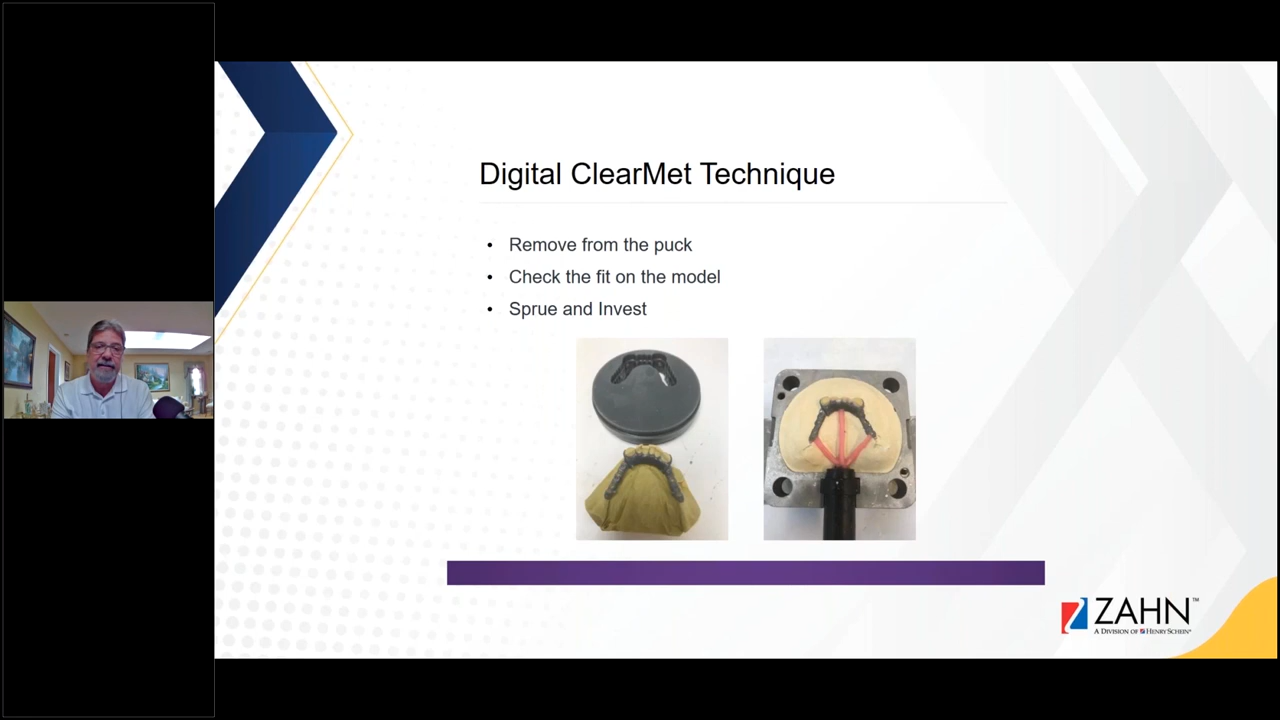 Digital ClearMet Technique
• Remove from the puck
• Check the fit on the model
• Sprue and Invest
ZAHN™
A DIVISION OF HENRY SCHEIN®